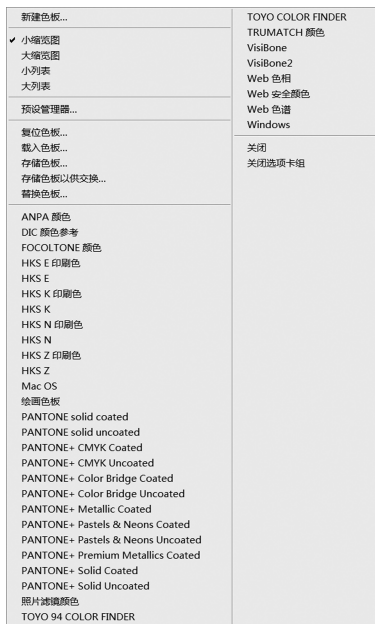 新建色板...
✔ 小缩览图
大缩览图
小列表
大列表
预设管理器...
复位色板...
载入色板...
存储色板...
存储色板以供交换...
替换色板...
ANPA 颜色
DIC 颜色参考
FOCOLTONE 颜色
HKS E 印刷色
HKS E
HKS K 印刷色
HKS K
HKS N 印刷色
HKS N
HKS Z 印刷色
HKS Z
Mac OS
绘画色板
PANTONE solid coated
PANTONE solid uncoated
PANTONE+ CMYK Coated
PANTONE+ CMYK Uncoated
PANTONE+ Color Bridge Coated
PANTONE+ Color Bridge Uncoated
PANTONE+ Metallic Coated
PANTONE+ Pastels & Neons Coated
PANTONE+ Pastels & Neons Uncoated
PANTONE+ Premium Metallics Coated
PANTONE+ Solid Coated
PANTONE+ Solid Uncoated
照片滤镜颜色
TOYO 94 COLOR FINDER
TOYO COLOR FINDER
TRUMATCH 颜色
VisiBone
VisiBone2
Web 色相
Web 安全颜色
Web 色谱
Windows
关闭
关闭选项卡组